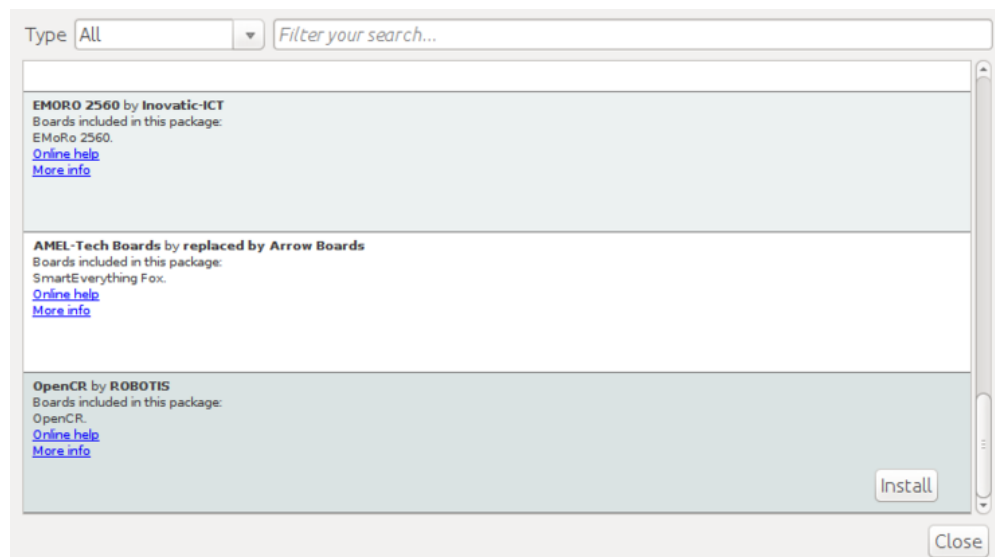 Type All Filter your search...
EMORO 2560 by Inovatic-ICT
Boards included in this package:
EMoRo 2560.
Online help
More info
AMEL-Tech Boards by replaced by Arrow Boards
Boards included in this package:
SmartEverything Fox.
Online help
More info
OpenCR by ROBOTIS
Boards included in this package:
OpenCR.
Online help
More info
Install
Close